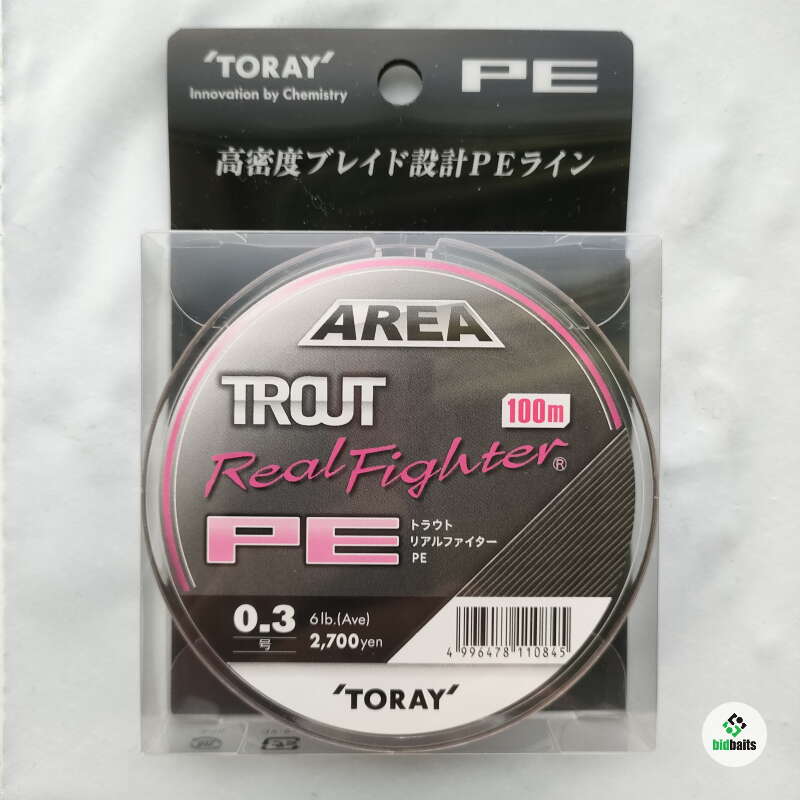 'TORAY'
Innovation by Chemistry
PE
高密度ブレイド設計PEライン
AREA
TROUT
100m
Real Fighter®
PE
トラウト
リアルファイター
PE
0.3
号
6lb.(Ave)
2,700yen
4 996478 110845
'TORAY'
bidbaits